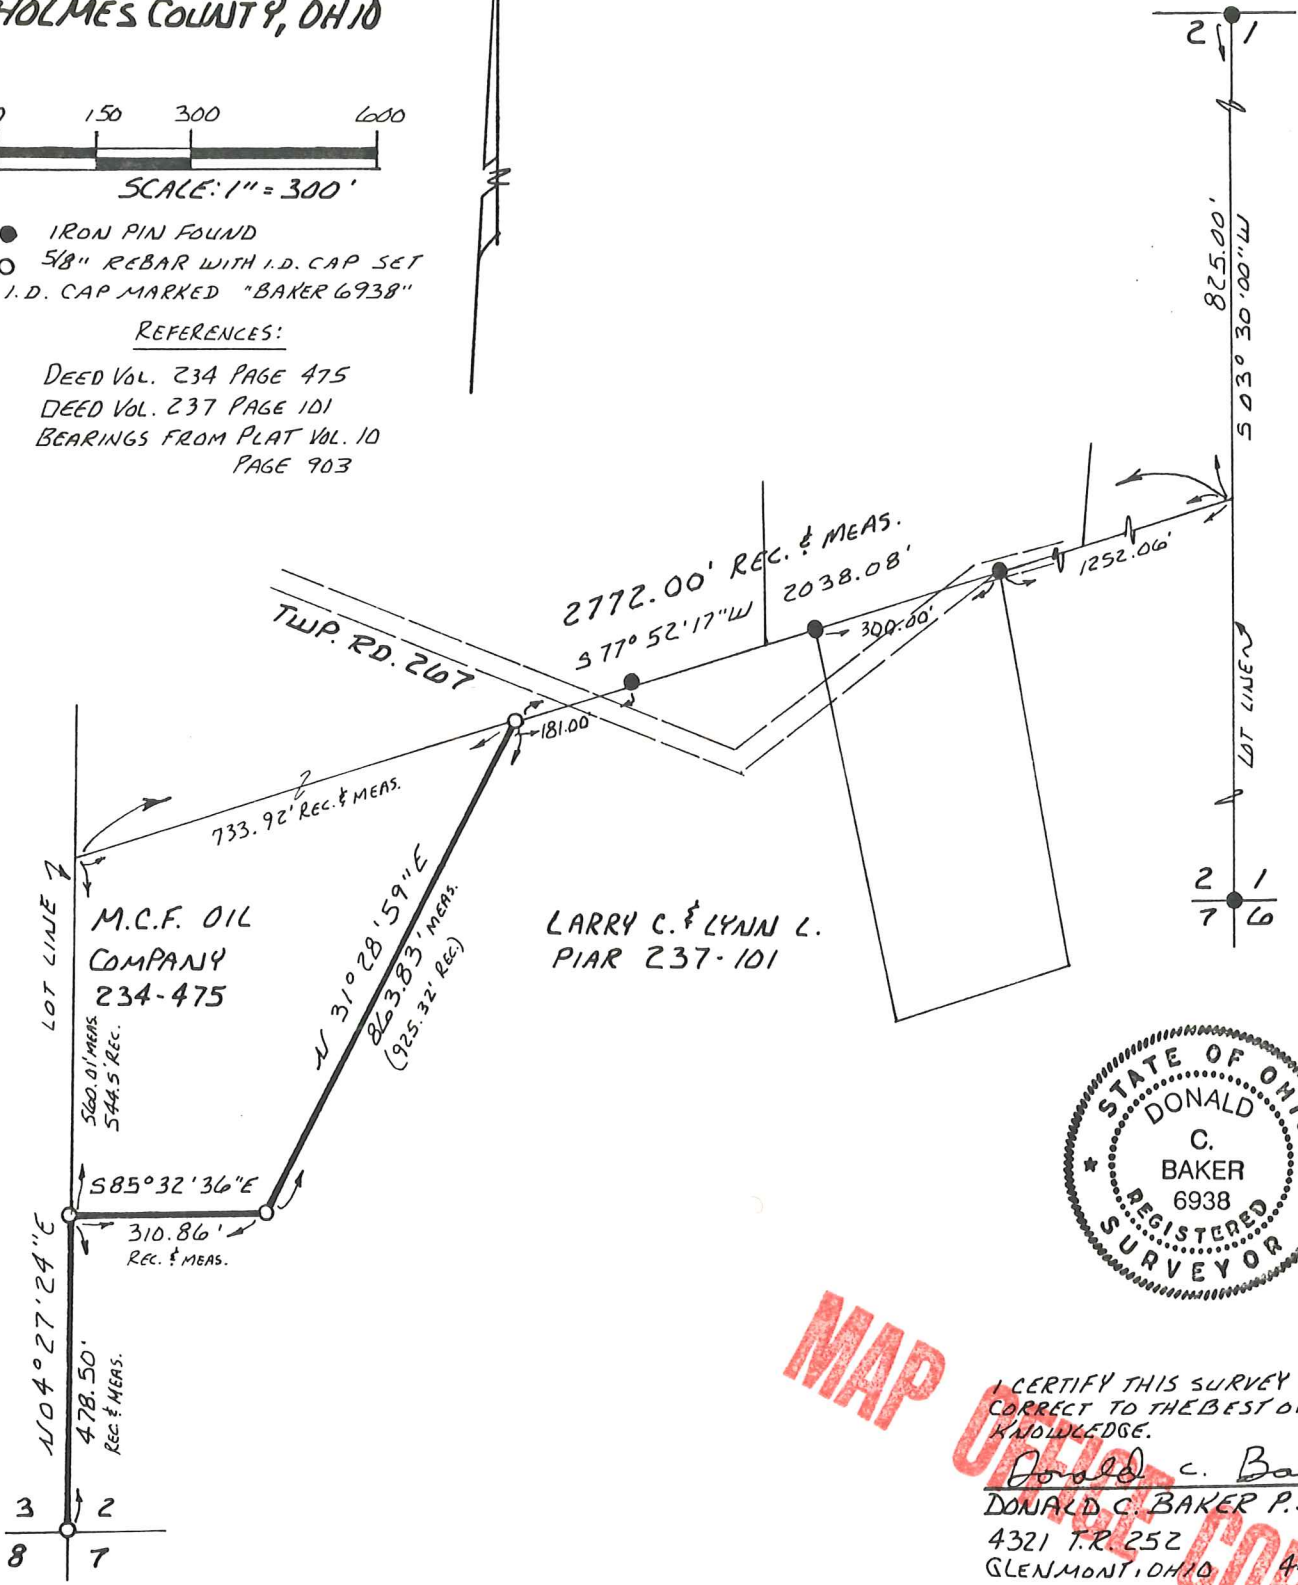 HOLMES COUNTY, OHIO
150 300 600
SCALE: 1" = 300'
IRON PIN FOUND
5/8" REBAR WITH I.D. CAP SET
I.D. CAP MARKED "BAKER 6938"
REFERENCES:
DEED VOL. 234 PAGE 475
DEED VOL. 237 PAGE 101
BEARINGS FROM PLAT VOL. 10
PAGE 903
2 1
825.00'
S 03° 30' 00" W
LOT LINE
2 1
7 6
2772.00' REC. & MEAS.
S 77° 52' 17" W 2038.08'
1252.06'
300.00'
TWP. RD. 267
181.00
733.92' REC. & MEAS.
LOT LINE
M.C.F. OIL
COMPANY
234-475
560.01' MEAS.
544.5' REC.
N 31° 28' 59" E
863.83' MEAS.
(925.32' REC.)
LARRY C. & LYNN L.
PIAR 237-101
S 85° 32' 36" E
310.86'
REC. & MEAS.
N 04° 27' 24" E
478.50'
REC & MEAS.
3 2
8 7
STATE OF OHIO
DONALD
C.
BAKER
6938
REGISTERED
SURVEYOR
MAP OFFICE
I CERTIFY THIS SURVEY
CORRECT TO THE BEST OF
KNOWLEDGE.
Donald C.
DONALD C. BAKER P.
4321 T.R. 252
GLENMONT, OHIO 4